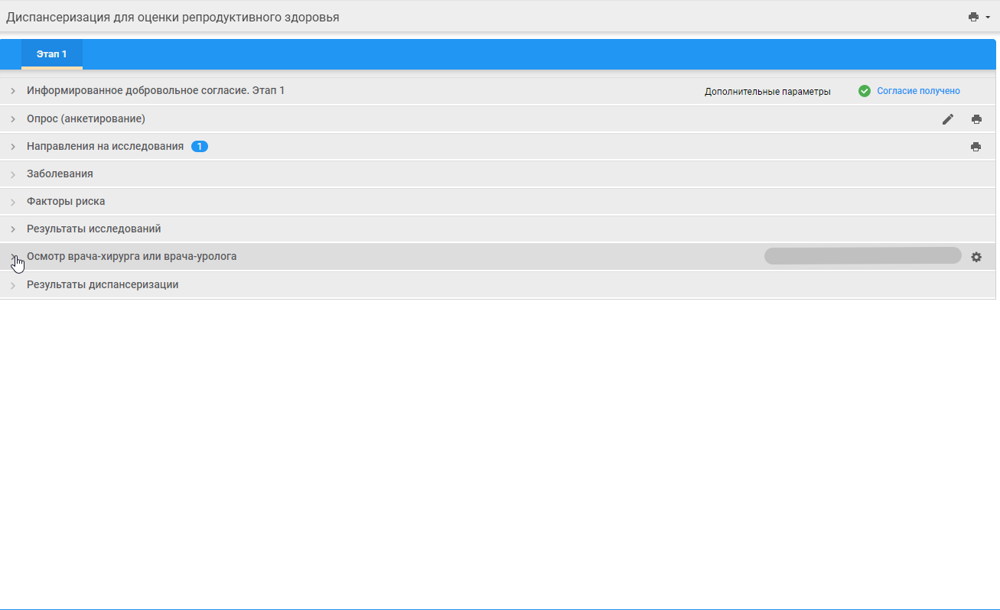 Диспансеризация для оценки репродуктивного здоровья
Этап 1
Информированное добровольное согласие. Этап 1 Дополнительные параметры Согласие получено
Опрос (анкетирование)
Направления на исследования 1
Заболевания
Факторы риска
Результаты исследований
Осмотр врача-хирурга или врача-уролога
Результаты диспансеризации